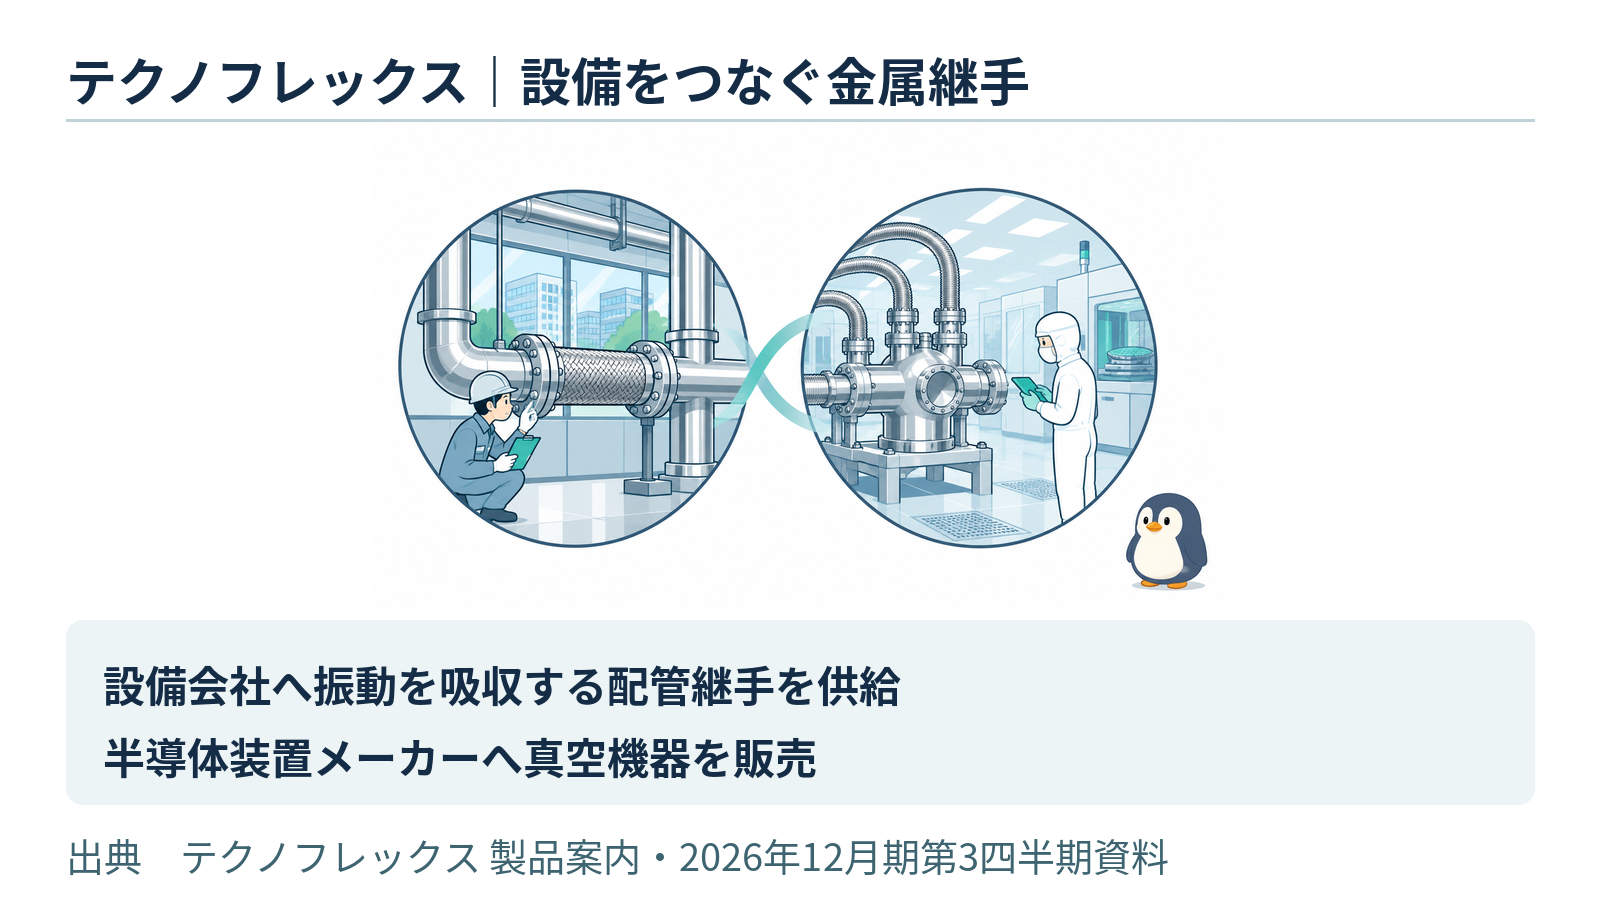 テクノフレックス｜設備をつなぐ金属継手
設備会社へ振動を吸収する配管継手を供給
半導体装置メーカーへ真空機器を販売
出典　テクノフレックス 製品案内・2026年12月期第3四半期資料